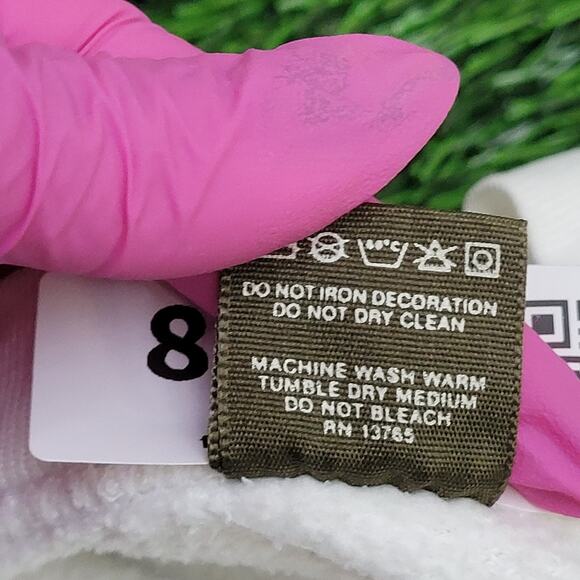 8
DO NOT IRON DECORATION
DO NOT DRY CLEAN
MACHINE WASH WARM
TUMBLE DRY MEDIUM
DO NOT BLEACH
RN 13765